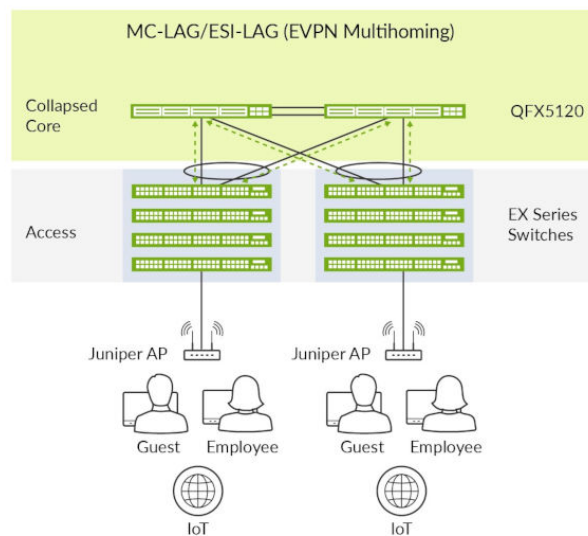 MC-LAG/ESI-LAG (EVPN Multihoming)
Collapsed
Core
QFX5120
Access
EX Series
Switches
Juniper AP
Juniper AP
Guest
Employee
Guest
Employee
IoT
IoT